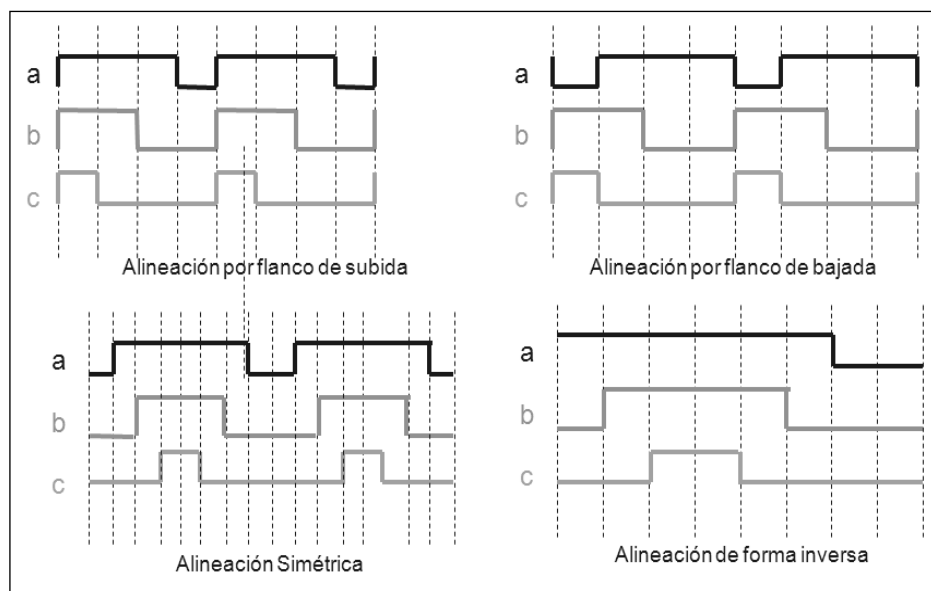 a
b
c
Alineación por flanco de subida
a
b
c
Alineación por flanco de bajada
a
b
c
Alineación Simétrica
a
b
c
Alineación de forma inversa